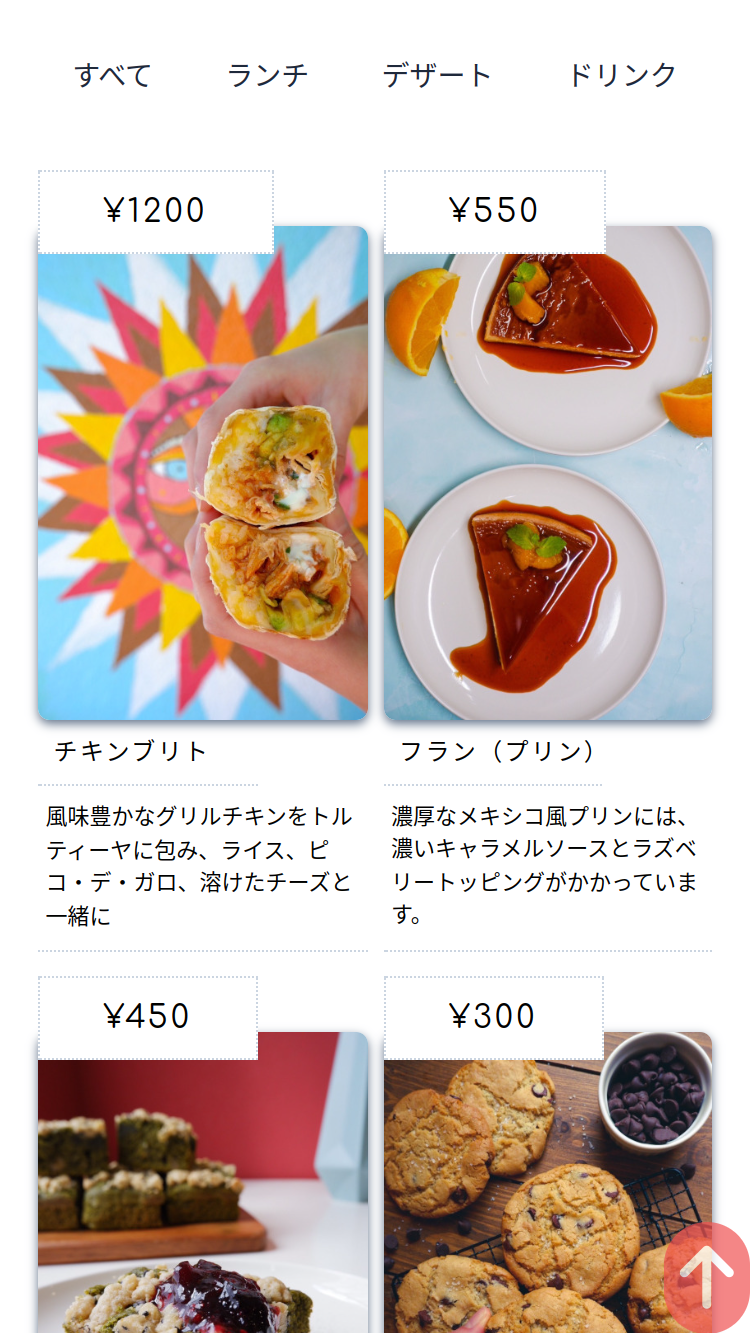 すべて ランチ デザート ドリンク
¥1200
¥550
チキンブリト
フラン（プリン）
風味豊かなグリルチキンをトル
ティーヤに包み、ライス、ピ
コ・デ・ガロ、溶けたチーズと
一緒に
濃厚なメキシコ風プリンには、
濃いキャラメルソースとラズベ
リートッピングがかかっていま
す。
¥450
¥300